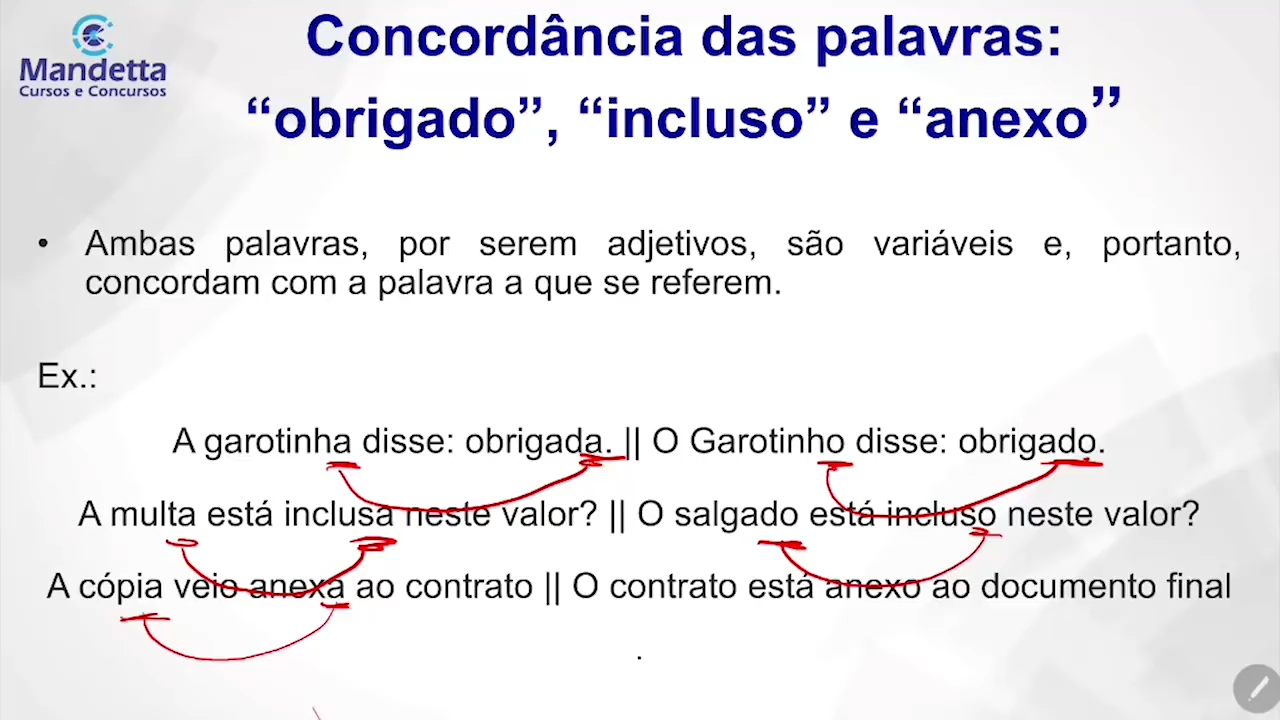 Mandetta
Cursos e Concursos
Concordância das palavras:
“obrigado”, “incluso” e “anexo”
• Ambas palavras, por serem adjetivos, são variáveis e, portanto,
concordam com a palavra a que se referem.
Ex.:
A garotinha disse: obrigada. || O Garotinho disse: obrigado.
A multa está inclusa neste valor? || O salgado está incluso neste valor?
A cópia veio anexa ao contrato || O contrato está anexo ao documento final
.